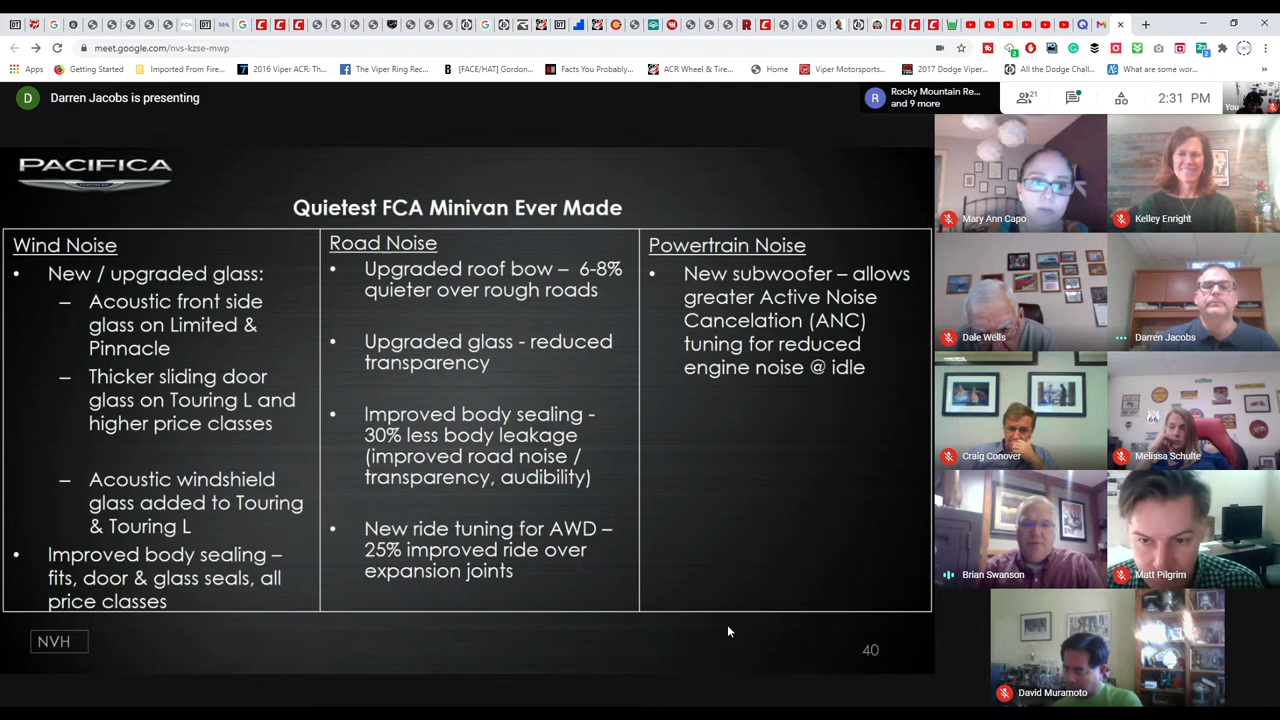 meet.google.com/nvs-kzse-mwp
Apps
Getting Started
Imported From Fire...
2016 Viper ACR: Th...
The Viper Ring Rec...
[FACE/HAT] Gordon...
Facts You Probably...
ACR Wheel & Tire...
Home
Viper Motorsports...
2017 Dodge Viper...
All the Dodge Chall...
What are some wor...
D
Darren Jacobs is presenting
R
Rocky Mountain Re...
and 9 more
21
2:31 PM
You
PACIFICA
Quietest FCA Minivan Ever Made
Wind Noise
• New / upgraded glass:
– Acoustic front side
glass on Limited &
Pinnacle
– Thicker sliding door
glass on Touring L and
higher price classes
– Acoustic windshield
glass added to Touring
& Touring L
• Improved body sealing –
fits, door & glass seals, all
price classes
Road Noise
• Upgraded roof bow – 6-8%
quieter over rough roads
• Upgraded glass - reduced
transparency
• Improved body sealing -
30% less body leakage
(improved road noise /
transparency, audibility)
• New ride tuning for AWD –
25% improved ride over
expansion joints
Powertrain Noise
• New subwoofer – allows
greater Active Noise
Cancelation (ANC)
tuning for reduced
engine noise @ idle
NVH
40
Mary Ann Capo
Kelley Enright
Dale Wells
Darren Jacobs
Craig Conover
Melissa Schulte
Brian Swanson
Matt Pilgrim
David Muramoto